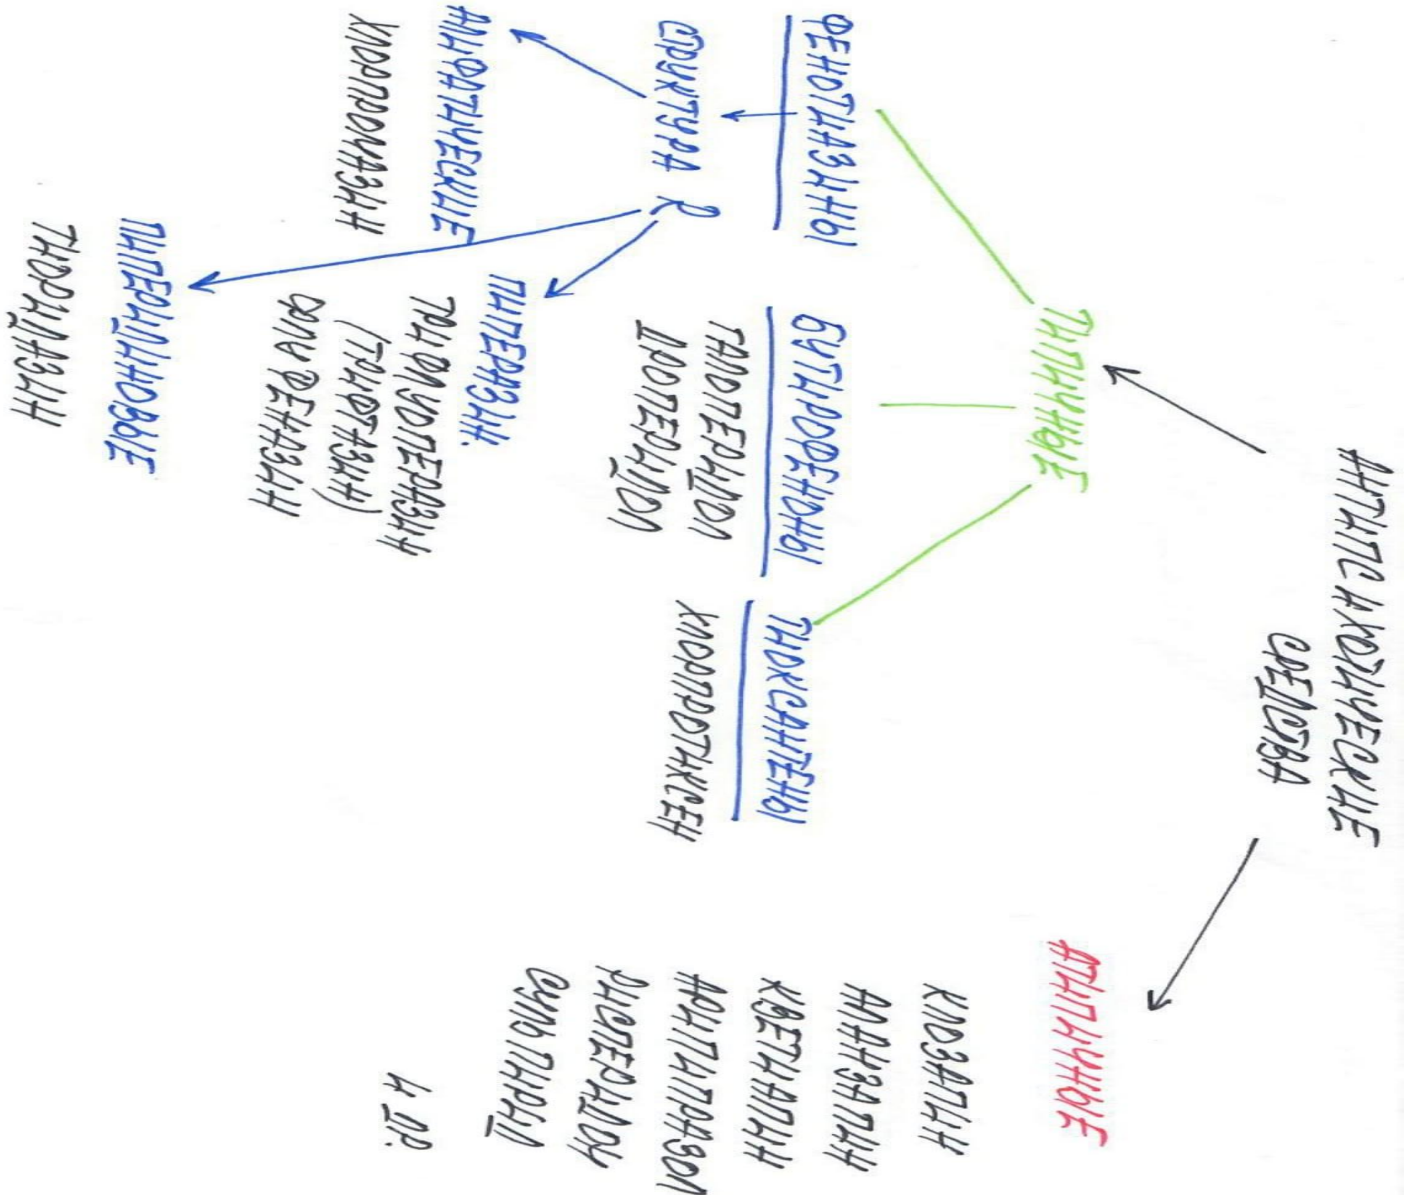 АНТИПСИХОТИЧЕСКИЕ
СРЕДСТВА
ТИПИЧНЫЕ
АТИПИЧНЫЕ
ФЕНОТИАЗИНЫ
СТРУКТУРА R
АЛИФАТИЧЕСКИЕ
ХЛОРПРОМАЗИН
ПИПЕРАЗИН.
ТРИФЛУОПЕРАЗИН
(ТРИФТАЗИН)
ФЛУФЕНАЗИН
ПИПЕРИДИНОВЫЕ
ТИОРИДАЗИН
БУТИРОФЕНОНЫ
ГАЛОПЕРИДОЛ
ДРОПЕРИДОЛ
ТИОКСАНТЕНЫ
ХЛОРПРОТИКСЕН
КЛОЗАПИН
ОЛАНЗАПИН
КВЕТИАПИН
АРИПИПРАЗОЛ
РИСПЕРИДОН
СУЛЬПИРИД
И ДР.